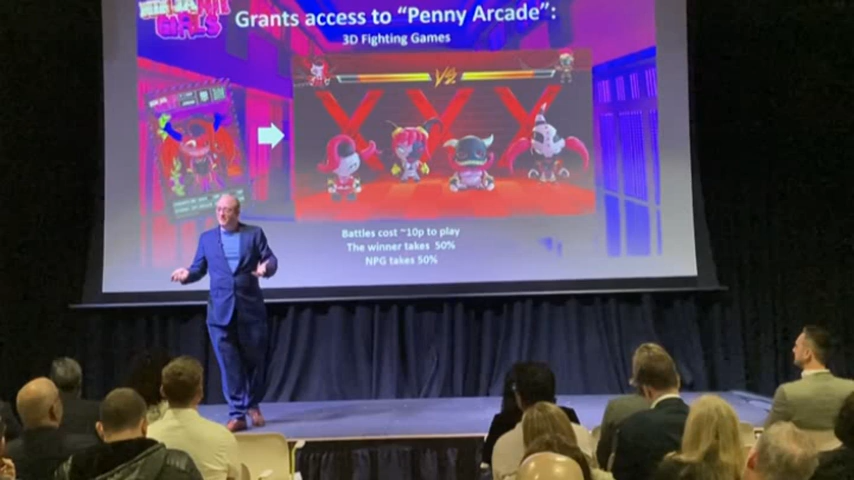 GIRLS
Grants access to “Penny Arcade”:
3D Fighting Games
VS
Battles cost ~10p to play
The winner takes 50%
NPG takes 50%